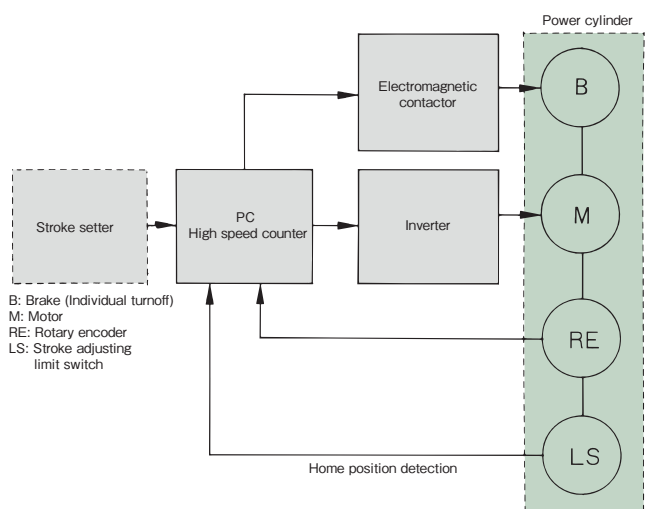 Power cylinder
Electromagnetic
contactor
B
Stroke setter
PC
High speed counter
Inverter
M
B: Brake (Individual turnoff)
M: Motor
RE: Rotary encoder
LS: Stroke adjusting
limit switch
RE
LS
Home position detection